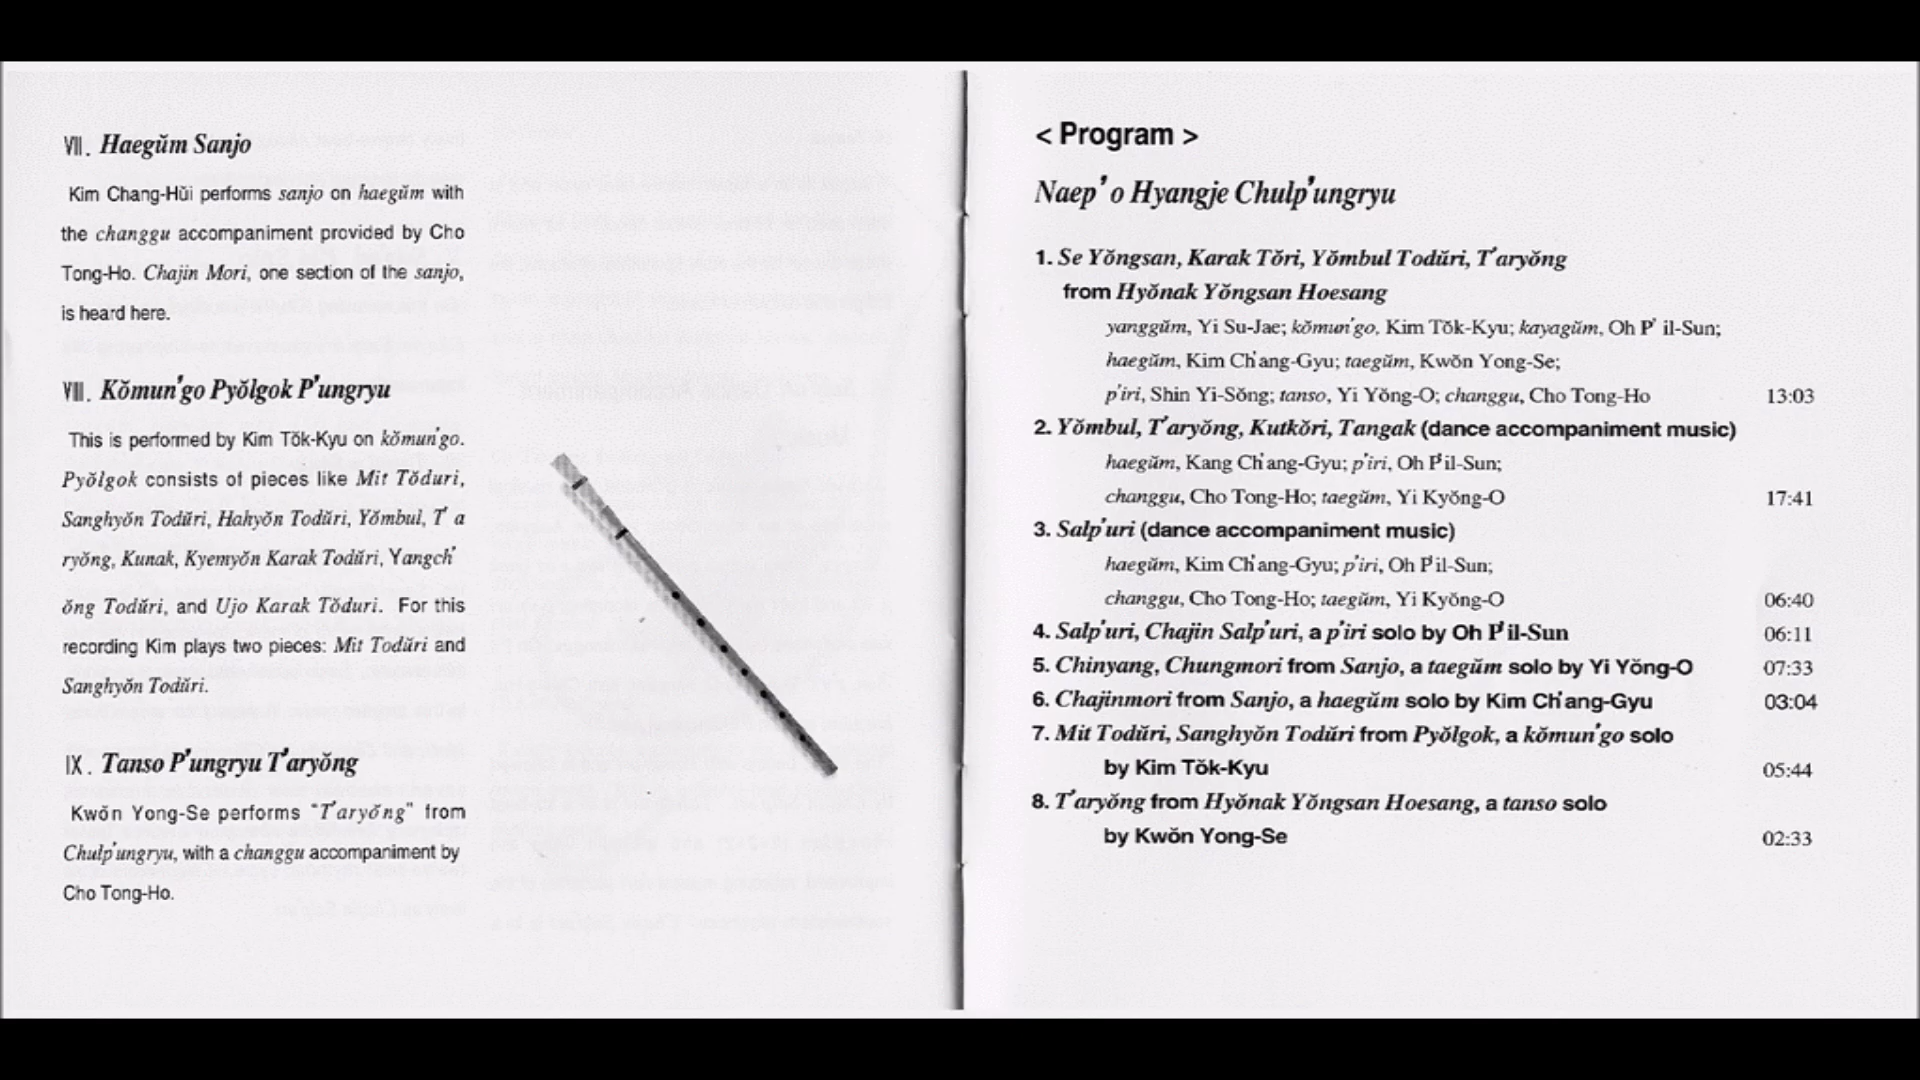 Ⅶ. Haegŭm Sanjo
Kim Chang-Hŭi performs sanjo on haegŭm with
the changgu accompaniment provided by Cho
Tong-Ho. Chajin Mori, one section of the sanjo,
is heard here.
Ⅷ. Kŏmun'go Pyŏlgok P'ungryu
This is performed by Kim Tŏk-Kyu on kŏmun'go.
Pyŏlgok consists of pieces like Mit Tŏduri,
Sanghyŏn Todŭri, Hahyŏn Todŭri, Yŏmbul, T' a
ryŏng, Kunak, Kyemyŏn Karak Todŭri, Yangch'
ŏng Todŭri, and Ujo Karak Tŏduri. For this
recording Kim plays two pieces: Mit Todŭri and
Sanghyŏn Todŭri.
Ⅸ. Tanso P'ungryu T'aryŏng
Kwŏn Yong-Se performs "T'aryŏng" from
Chulp'ungryu, with a changgu accompaniment by
Cho Tong-Ho.
< Program >
Naep' o Hyangje Chulp'ungryu
1. Se Yŏngsan, Karak Tŏri, Yŏmbul Todŭri, T'aryŏng
from Hyŏnak Yŏngsan Hoesang
yanggŭm, Yi Su-Jae; kŏmun'go, Kim Tŏk-Kyu; kayagŭm, Oh P' il-Sun;
haegŭm, Kim Ch'ang-Gyu; taegŭm, Kwŏn Yong-Se;
p'iri, Shin Yi-Sŏng; tanso, Yi Yŏng-O; changgu, Cho Tong-Ho 13:03
2. Yŏmbul, T'aryŏng, Kutkŏri, Tangak (dance accompaniment music)
haegŭm, Kang Ch'ang-Gyu; p'iri, Oh P'il-Sun;
changgu, Cho Tong-Ho; taegŭm, Yi Kyŏng-O 17:41
3. Salp'uri (dance accompaniment music)
haegŭm, Kim Ch'ang-Gyu; p'iri, Oh P'il-Sun;
changgu, Cho Tong-Ho; taegŭm, Yi Kyŏng-O 06:40
4. Salp'uri, Chajin Salp'uri, a p'iri solo by Oh P'il-Sun 06:11
5. Chinyang, Chungmori from Sanjo, a taegŭm solo by Yi Yŏng-O 07:33
6. Chajinmori from Sanjo, a haegŭm solo by Kim Ch'ang-Gyu 03:04
7. Mit Todŭri, Sanghyŏn Todŭri from Pyŏlgok, a kŏmun'go solo
by Kim Tŏk-Kyu 05:44
8. T'aryŏng from Hyŏnak Yŏngsan Hoesang, a tanso solo
by Kwŏn Yong-Se 02:33